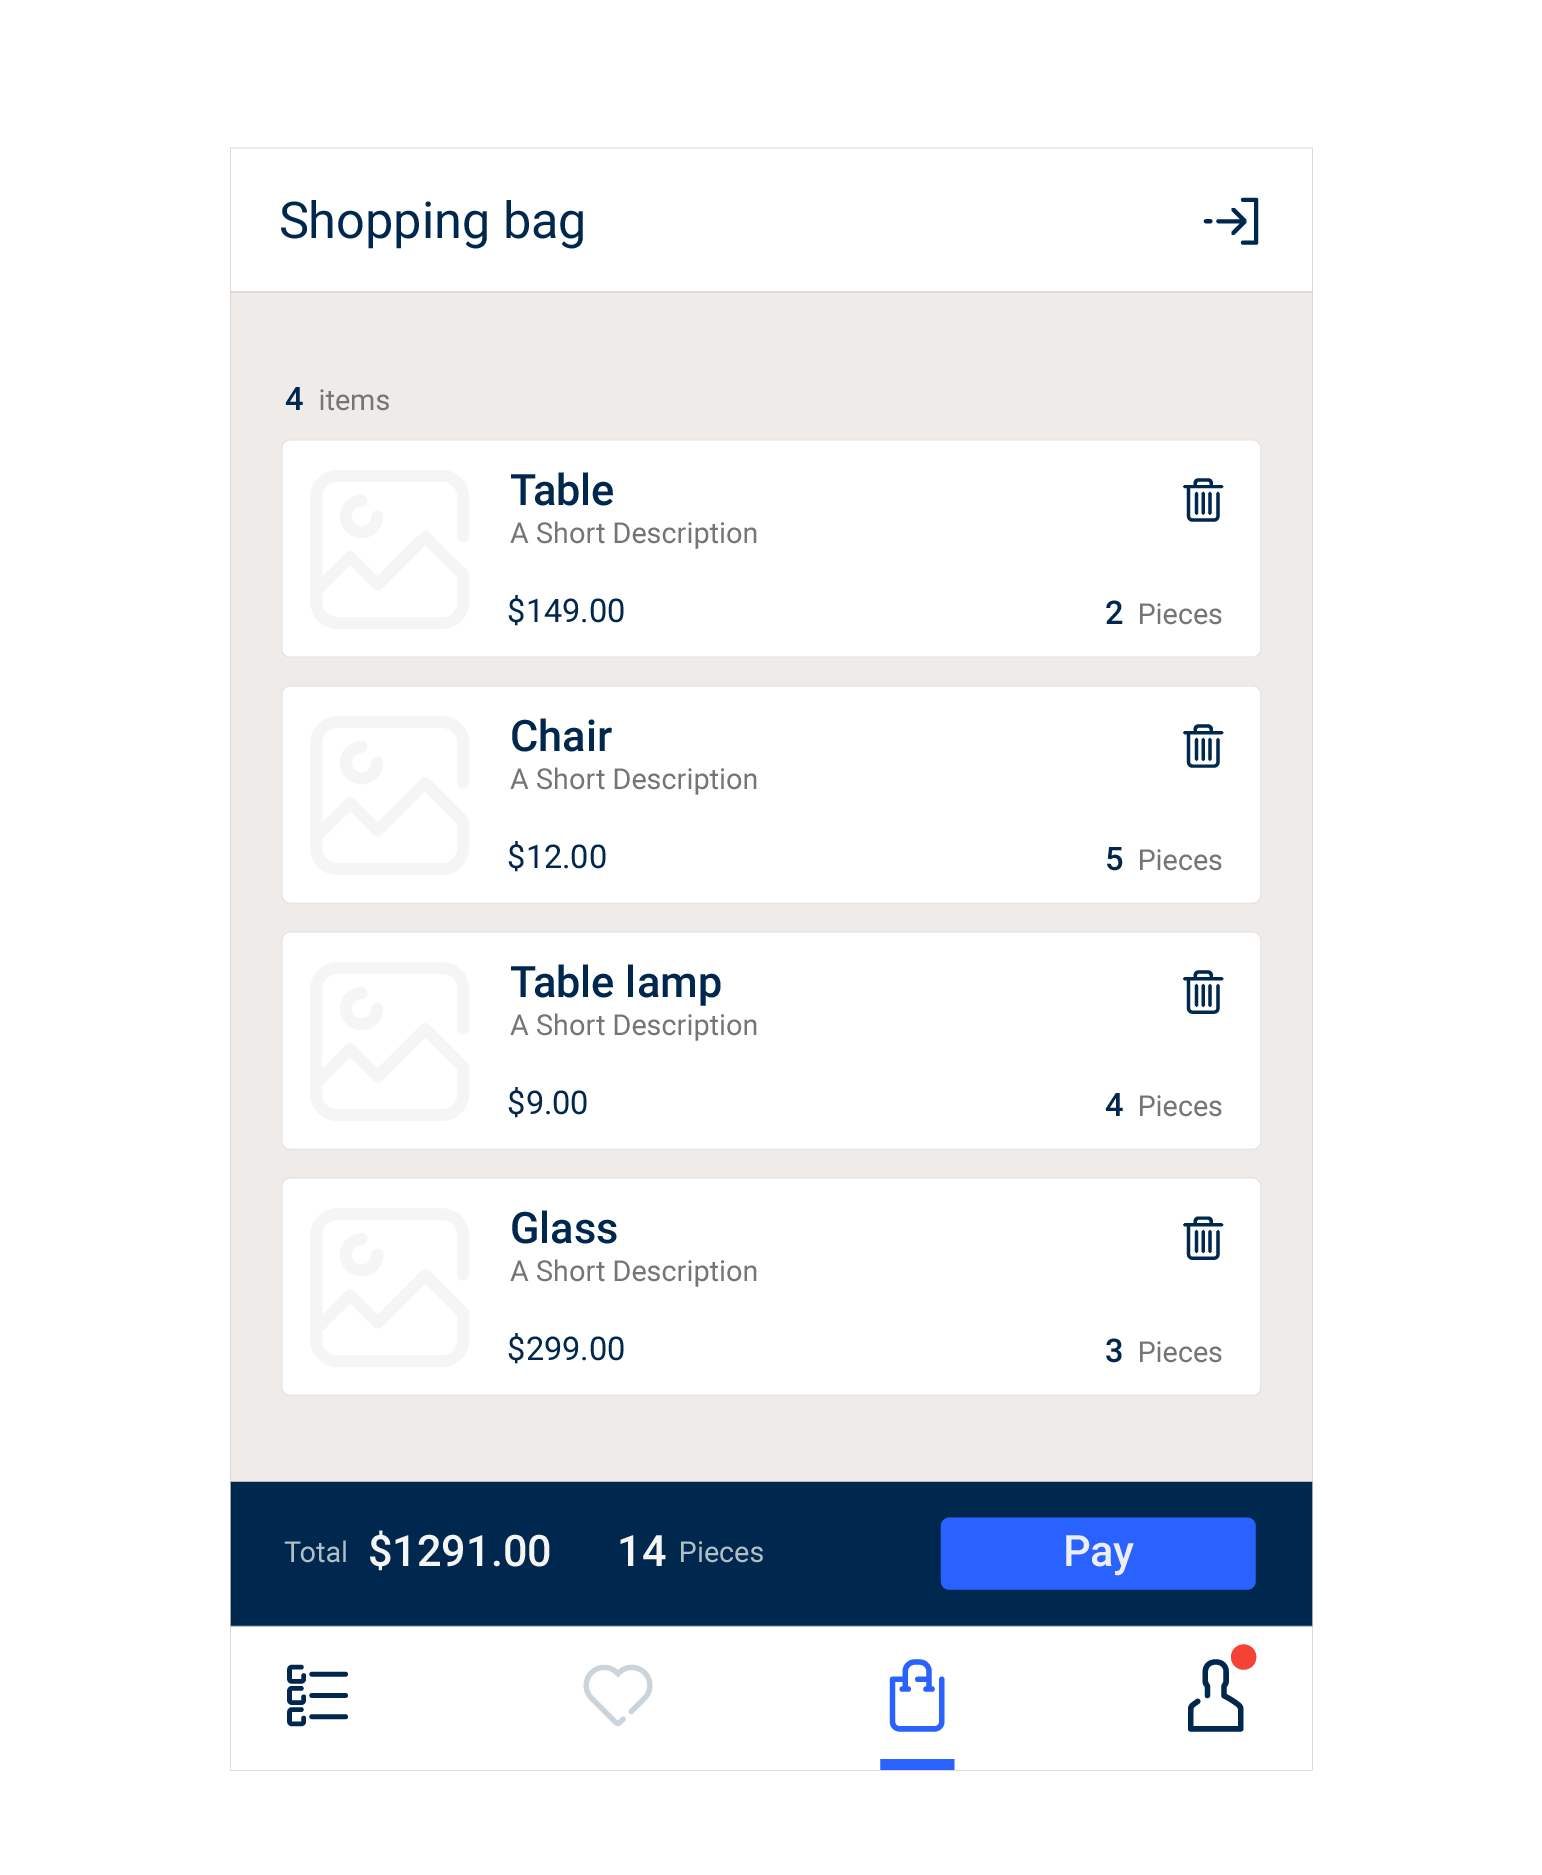 Shopping bag
4 items
Table
A Short Description
$149.00
2 Pieces
Chair
A Short Description
$12.00
5 Pieces
Table lamp
A Short Description
$9.00
4 Pieces
Glass
A Short Description
$299.00
3 Pieces
Total $1291.00 14 Pieces Pay